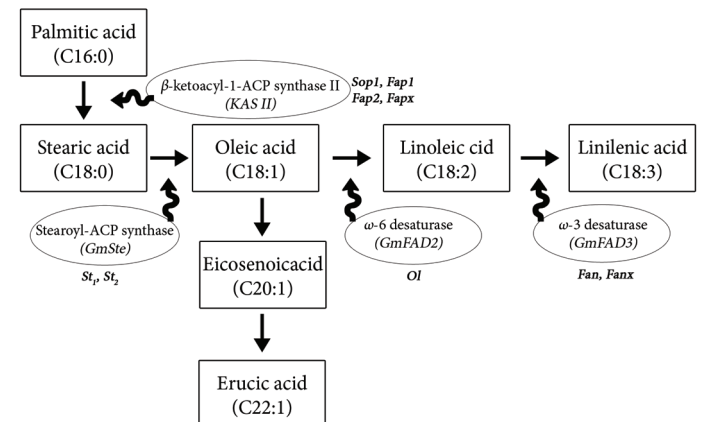 Palmitic acid
(C16:0)
β-ketoacyl-1-ACP synthase II
(KAS II)
Sop1, Fap1
Fap2, Fapx
Stearic acid
(C18:0)
Oleic acid
(C18:1)
Linoleic cid
(C18:2)
Linilenic acid
(C18:3)
Stearoyl-ACP synthase
(GmSte)
St1, St2
ω-6 desaturase
(GmFAD2)
Ol
ω-3 desaturase
(GmFAD3)
Fan, Fanx
Eicosenoicacid
(C20:1)
Erucic acid
(C22:1)